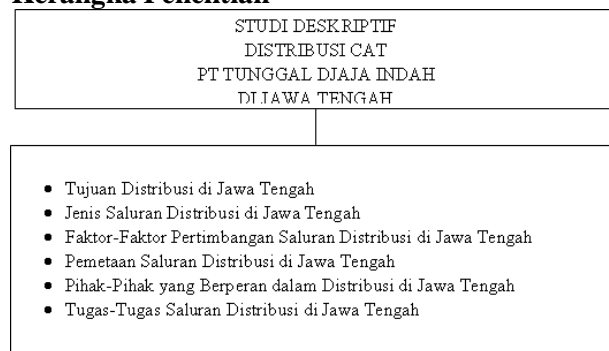 Kerangka Penelitian
STUDI DESKRIPTIF
DISTRIBUSI CAT
PT TUNGGAL DJAJA INDAH
DI JAWA TENGAH
• Tujuan Distribusi di Jawa Tengah
• Jenis Saluran Distribusi di Jawa Tengah
• Faktor-Faktor Pertimbangan Saluran Distribusi di Jawa Tengah
• Pemetaan Saluran Distribusi di Jawa Tengah
• Pihak-Pihak yang Berperan dalam Distribusi di Jawa Tengah
• Tugas-Tugas Saluran Distribusi di Jawa Tengah